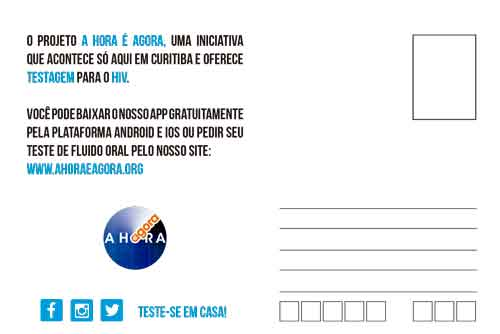 O PROJETO A HORA É AGORA, UMA INICIATIVA
QUE ACONTECE SÓ AQUI EM CURITIBA E OFERECE
TESTAGEM PARA O HIV.
VOCÊ PODE BAIXAR O NOSSO APP GRATUITAMENTE
PELA PLATAFORMA ANDROID E IOS OU PEDIR SEU
TESTE DE FLUIDO ORAL PELO NOSSO SITE:
WWW.AHORAEAGORA.ORG
A HORA
agora
TESTE-SE EM CASA!